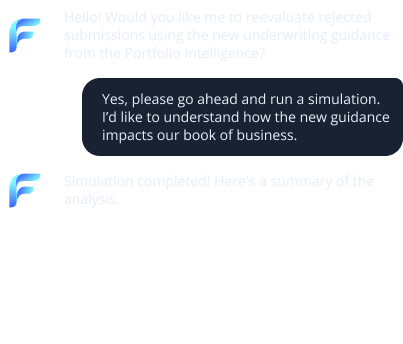 Hello! Would you like me to reevaluate rejected
submissions using the new underwriting guidance
from the Portfolio Intelligence?
Yes, please go ahead and run a simulation.
I'd like to understand how the new guidance
impacts our book of business.
Simulation completed! Here's a summary of the
analysis.